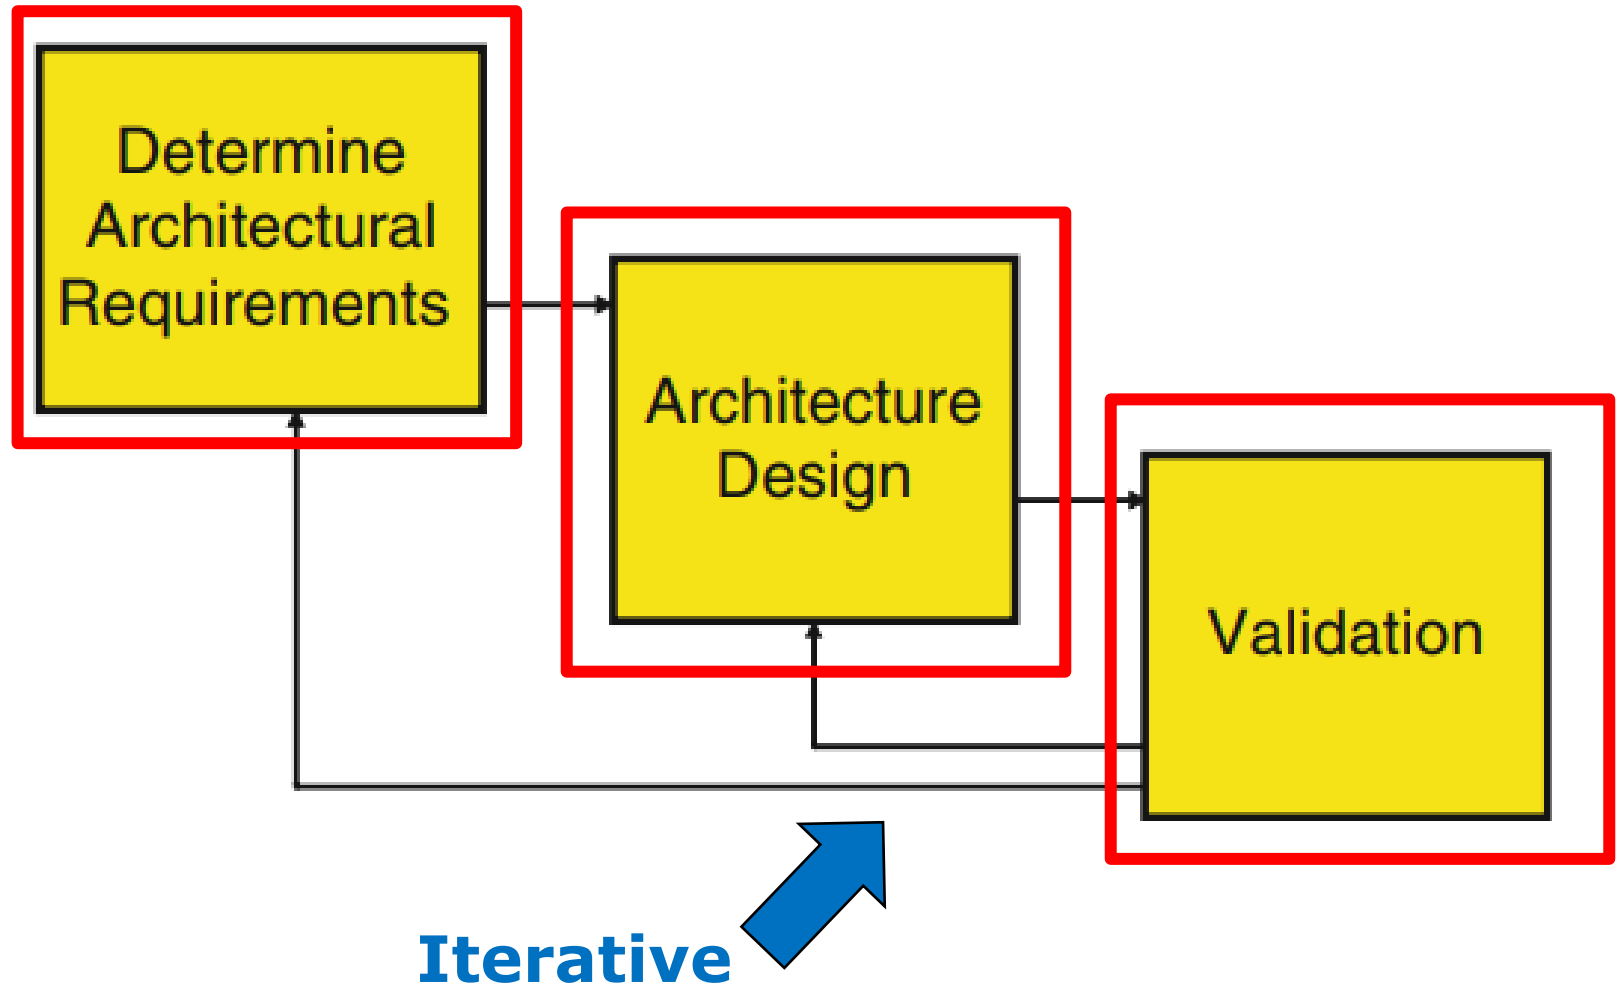 Determine
Architectural
Requirements
Architecture
Design
Validation
Iterative